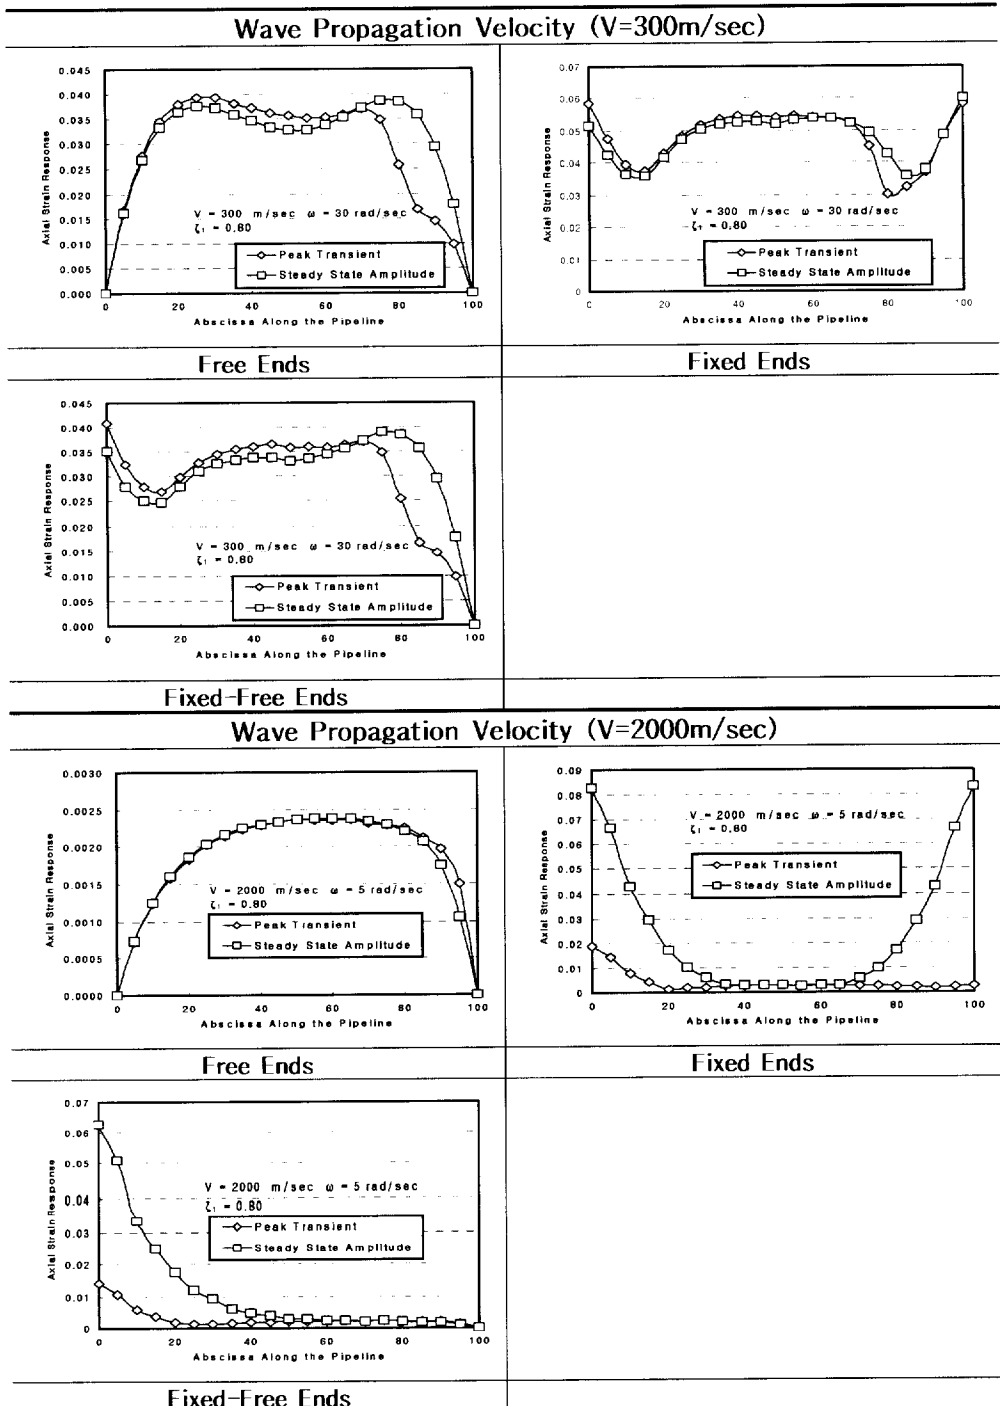 Wave Propagation Velocity (V=300m/sec)
0.045
0.040
0.035
0.030
0.025
0.020
0.015
0.010
0.005
0.000
Axial Strain Response
V = 300 m/sec ω = 30 rad/sec
ζ₁ = 0.80
Peak Transient
Steady State Amplitude
0 20 40 60 80 100
Abscissa Along the Pipeline
Free Ends
0.07
0.06
0.05
0.04
0.03
0.02
0.01
0
Axial Strain Response
V = 300 m/sec ω = 30 rad/sec
ζ₁ = 0.80
Peak Transient
Steady State Amplitude
0 20 40 60 80 100
Abscissa Along the Pipeline
Fixed Ends
0.045
0.040
0.035
0.030
0.025
0.020
0.015
0.010
0.005
0.000
Axial Strain Response
V = 300 m/sec ω = 30 rad/sec
ζ₁ = 0.80
Peak Transient
Steady State Amplitude
0 20 40 60 80 100
Abscissa Along the Pipeline
Fixed-Free Ends
Wave Propagation Velocity (V=2000m/sec)
0.0030
0.0025
0.0020
0.0015
0.0010
0.0005
0.0000
Axial Strain Response
V = 2000 m/sec ω = 5 rad/sec
ζ₁ = 0.80
Peak Transient
Steady State Amplitude
0 20 40 60 80 100
Abscissa Along the Pipeline
Free Ends
0.09
0.08
0.07
0.06
0.05
0.04
0.03
0.02
0.01
0
Axial Strain Response
V = 2000 m/sec ω = 5 rad/sec
ζ₁ = 0.80
Peak Transient
Steady State Amplitude
0 20 40 60 80 100
Abscissa Along the Pipeline
Fixed Ends
0.07
0.06
0.05
0.04
0.03
0.02
0.01
0
Axial Strain Response
V = 2000 m/sec ω = 5 rad/sec
ζ₁ = 0.80
Peak Transient
Steady State Amplitude
0 20 40 60 80 100
Abscissa Along the Pipeline
Fixed-Free Ends